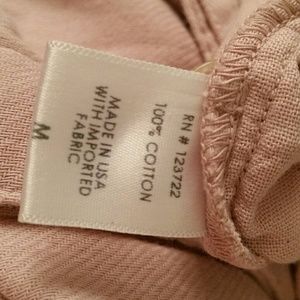 RN # 123722
100% COTTON
MADE IN USA
WITH IMPORTED
FABRIC
M